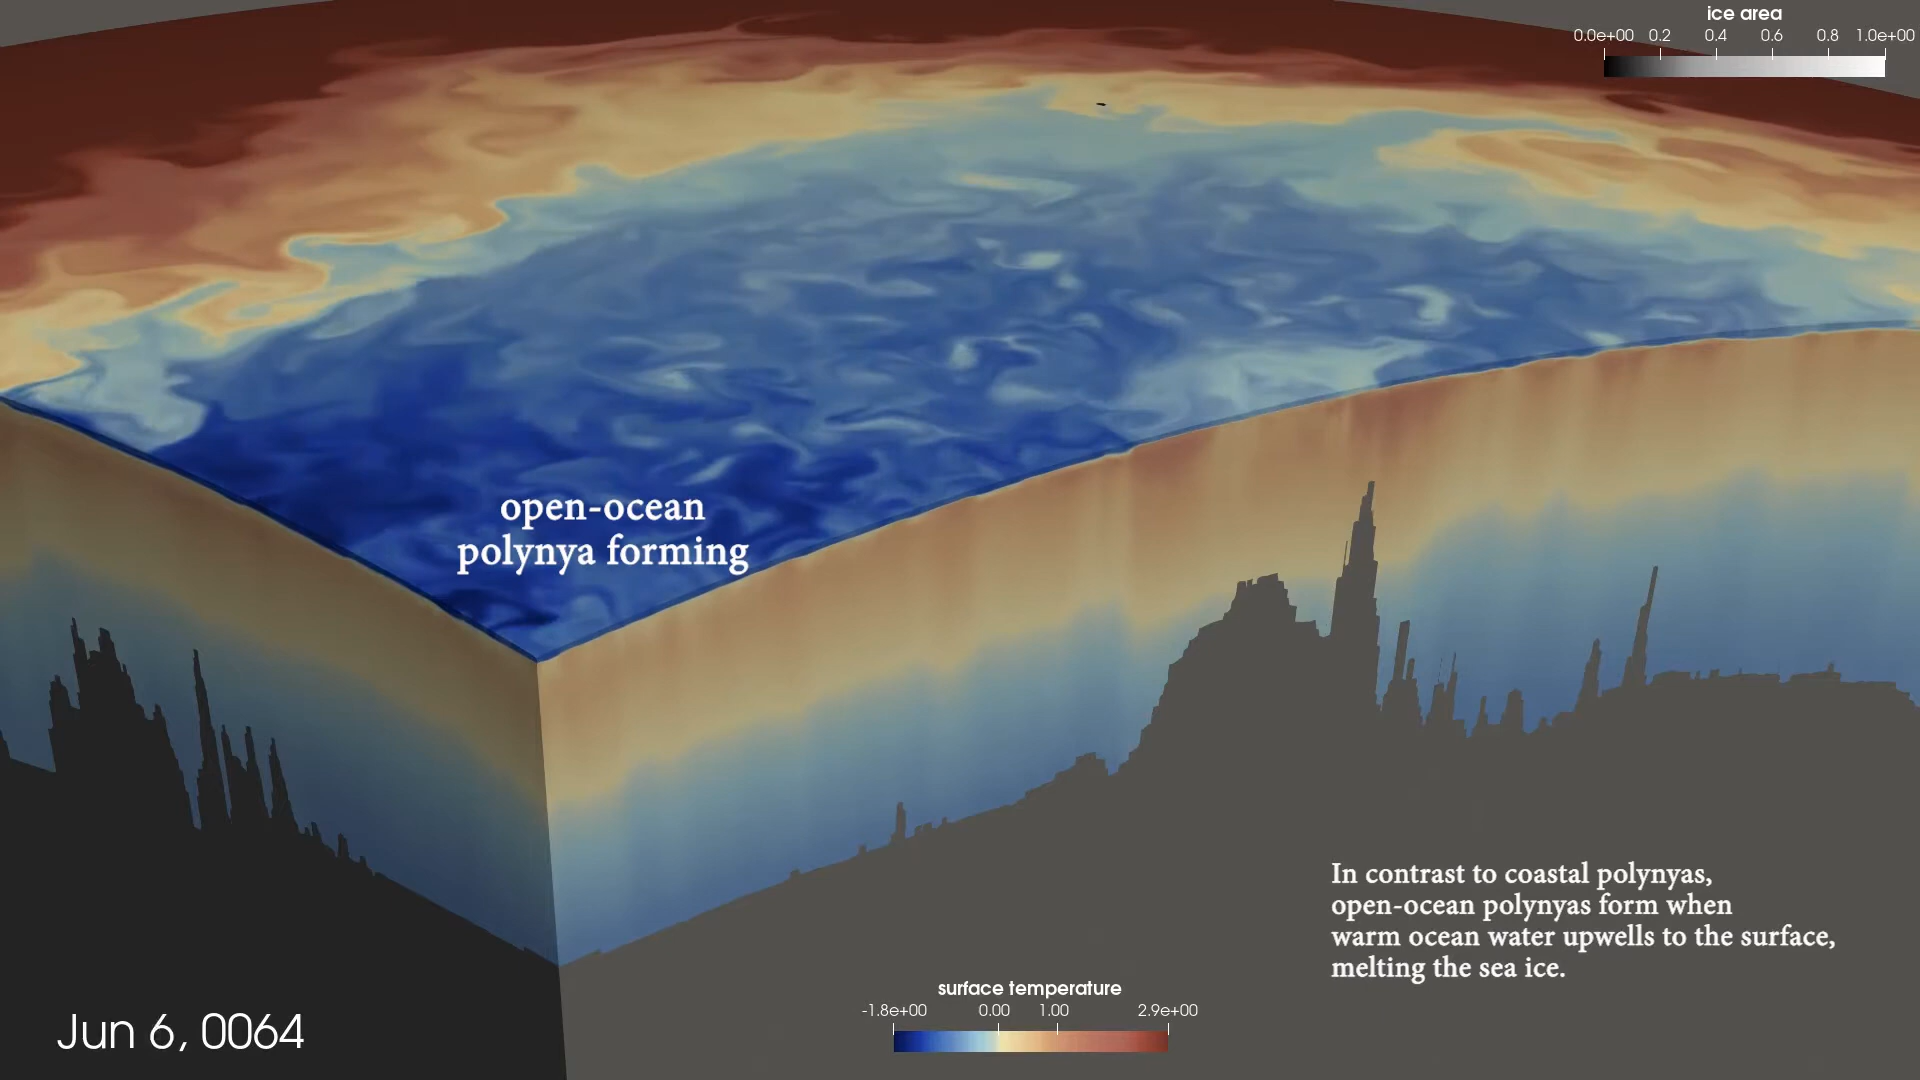 ice area
0.0e+00 0.2 0.4 0.6 0.8 1.0e+00
open-ocean
polynya forming
In contrast to coastal polynyas,
open-ocean polynyas form when
warm ocean water upwells to the surface,
melting the sea ice.
surface temperature
-1.8e+00 0.00 1.00 2.9e+00
Jun 6, 0064